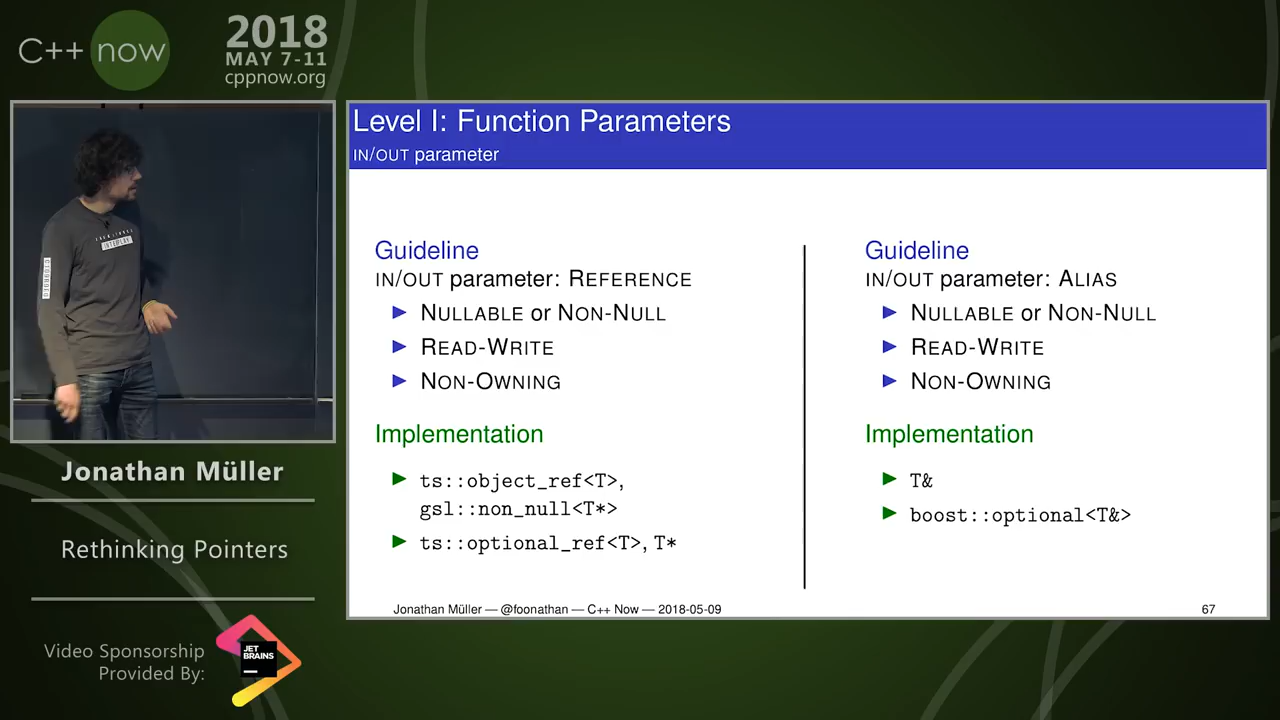 C++ now
2018
MAY 7-11
cppnow.org
Level I: Function Parameters
IN/OUT parameter
Guideline
IN/OUT parameter: REFERENCE
► NULLABLE or NON-NULL
► READ-WRITE
► NON-OWNING
Implementation
► ts::object_ref<T>,
gsl::non_null<T*>
► ts::optional_ref<T>, T*
Guideline
IN/OUT parameter: ALIAS
► NULLABLE or NON-NULL
► READ-WRITE
► NON-OWNING
Implementation
► T&
► boost::optional<T&>
Jonathan Müller — @foonathan — C++ Now — 2018-05-09
67
Jonathan Müller
Rethinking Pointers
Video Sponsorship
Provided By:
JET
BRAINS